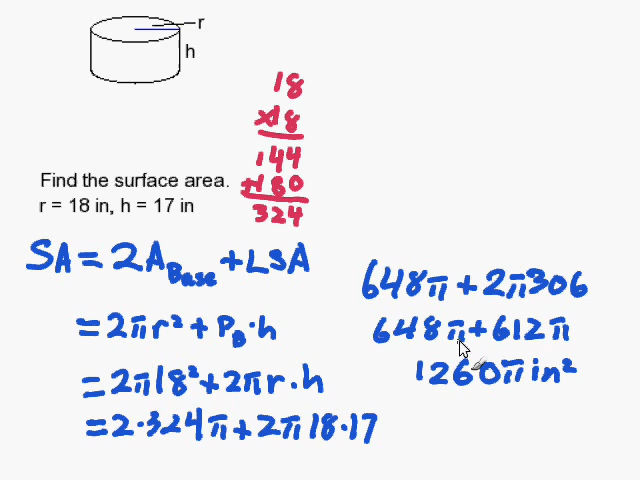 r
h
18
×18
144
+180
324
Find the surface area.
r = 18 in, h = 17 in
SA = 2A_Base + LSA
= 2πr² + P_B · h
= 2π18² + 2πr · h
= 2·324π + 2π18·17
648π + 2π306
648π + 612π
1260π in²